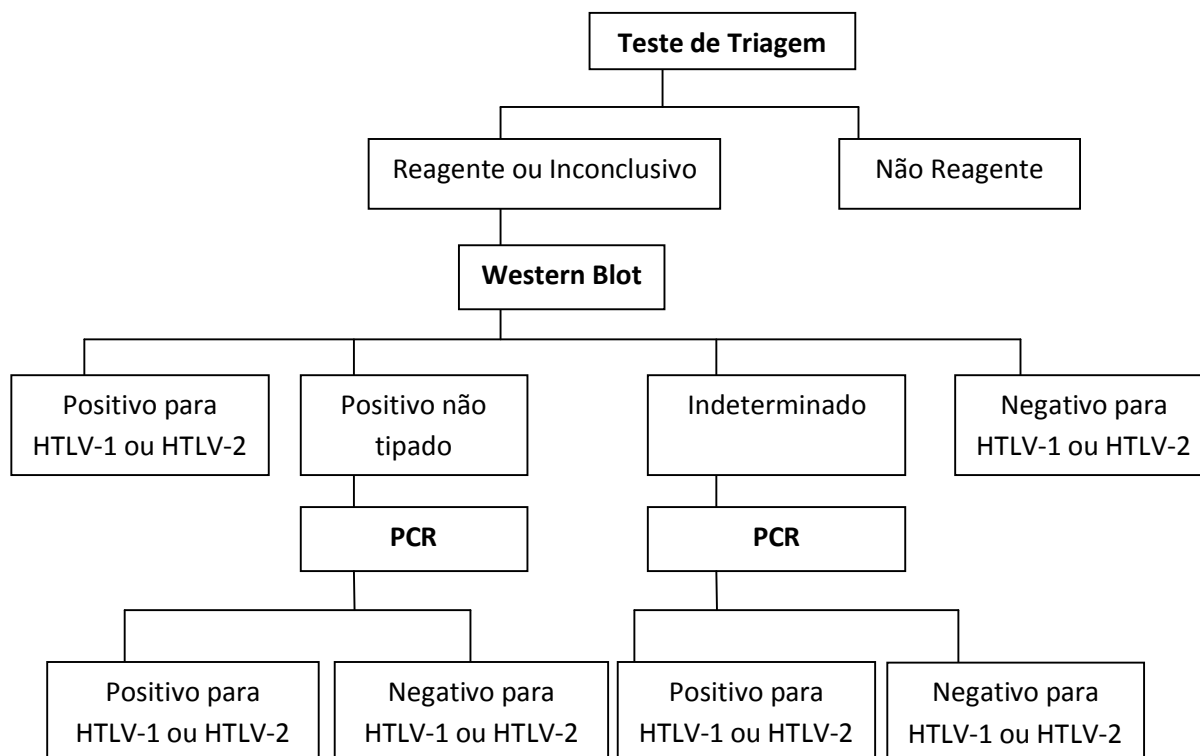 Teste de Triagem
Reagente ou Inconclusivo
Não Reagente
Western Blot
Positivo para
HTLV-1 ou HTLV-2
Positivo não
tipado
Indeterminado
Negativo para
HTLV-1 ou HTLV-2
PCR
PCR
Positivo para
HTLV-1 ou HTLV-2
Negativo para
HTLV-1 ou HTLV-2
Positivo para
HTLV-1 ou HTLV-2
Negativo para
HTLV-1 ou HTLV-2